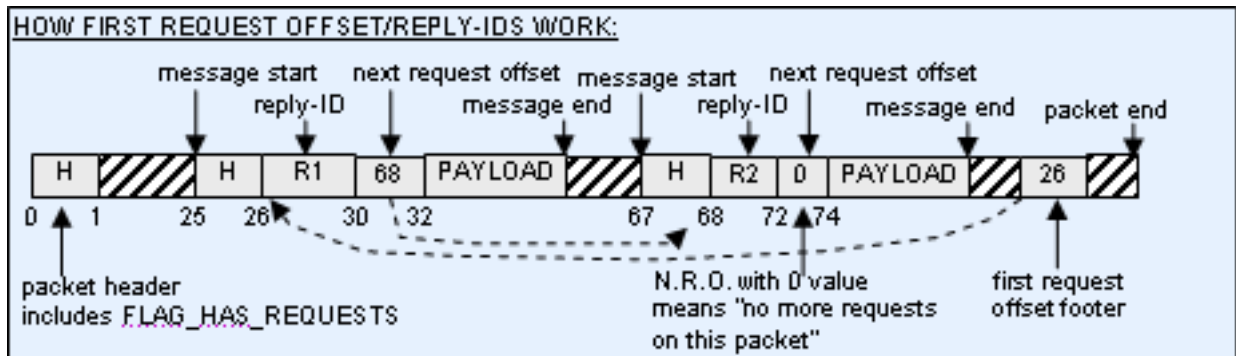 HOW FIRST REQUEST OFFSET/REPLY-IDS WORK:
message start next request offset message start next request offset
reply-ID message end reply-ID message end packet end
H H R1 68 PAYLOAD H R2 0 PAYLOAD 26
0 1 25 26 30 32 67 68 72 74
packet header
includes FLAG_HAS_REQUESTS
N.R.O. with 0 value
means "no more requests
on this packet"
first request
offset footer